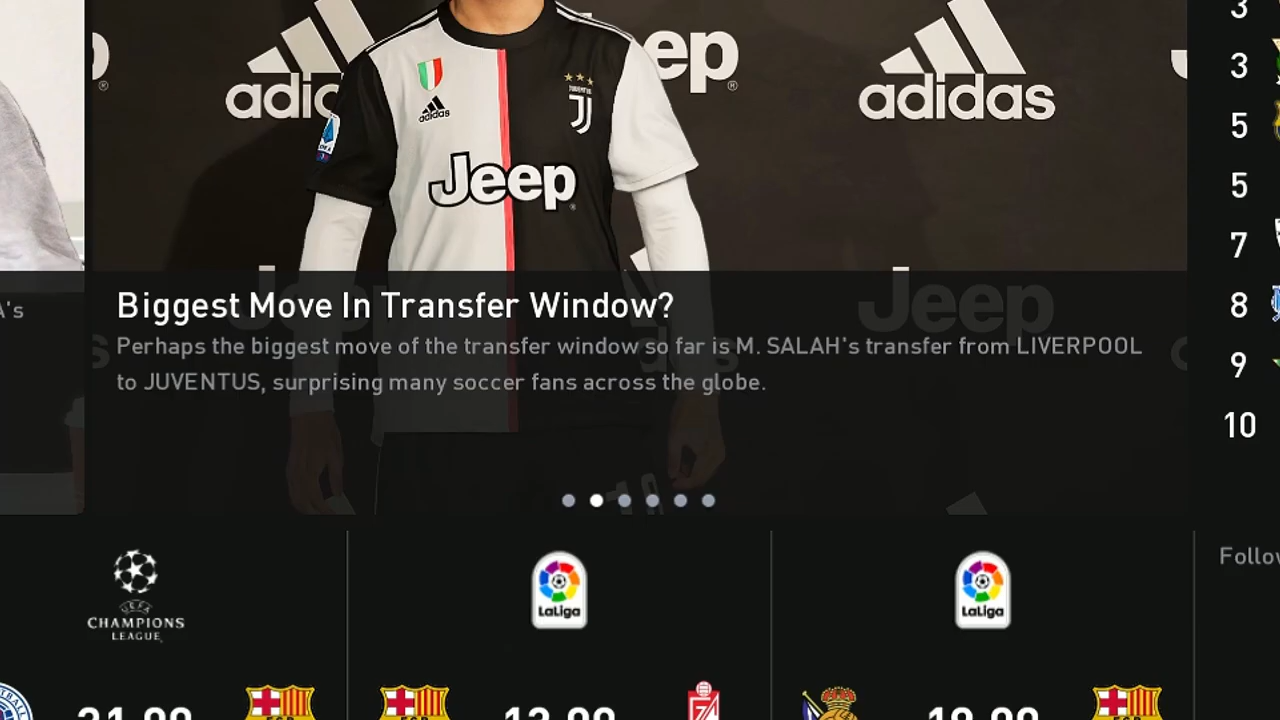 adidas
Jeep
adidas
Jeep
Biggest Move In Transfer Window?
Perhaps the biggest move of the transfer window so far is M. SALAH's transfer from LIVERPOOL
to JUVENTUS, surprising many soccer fans across the globe.
3
3
5
5
7
8
9
10
UEFA
CHAMPIONS
LEAGUE
LaLiga
LaLiga